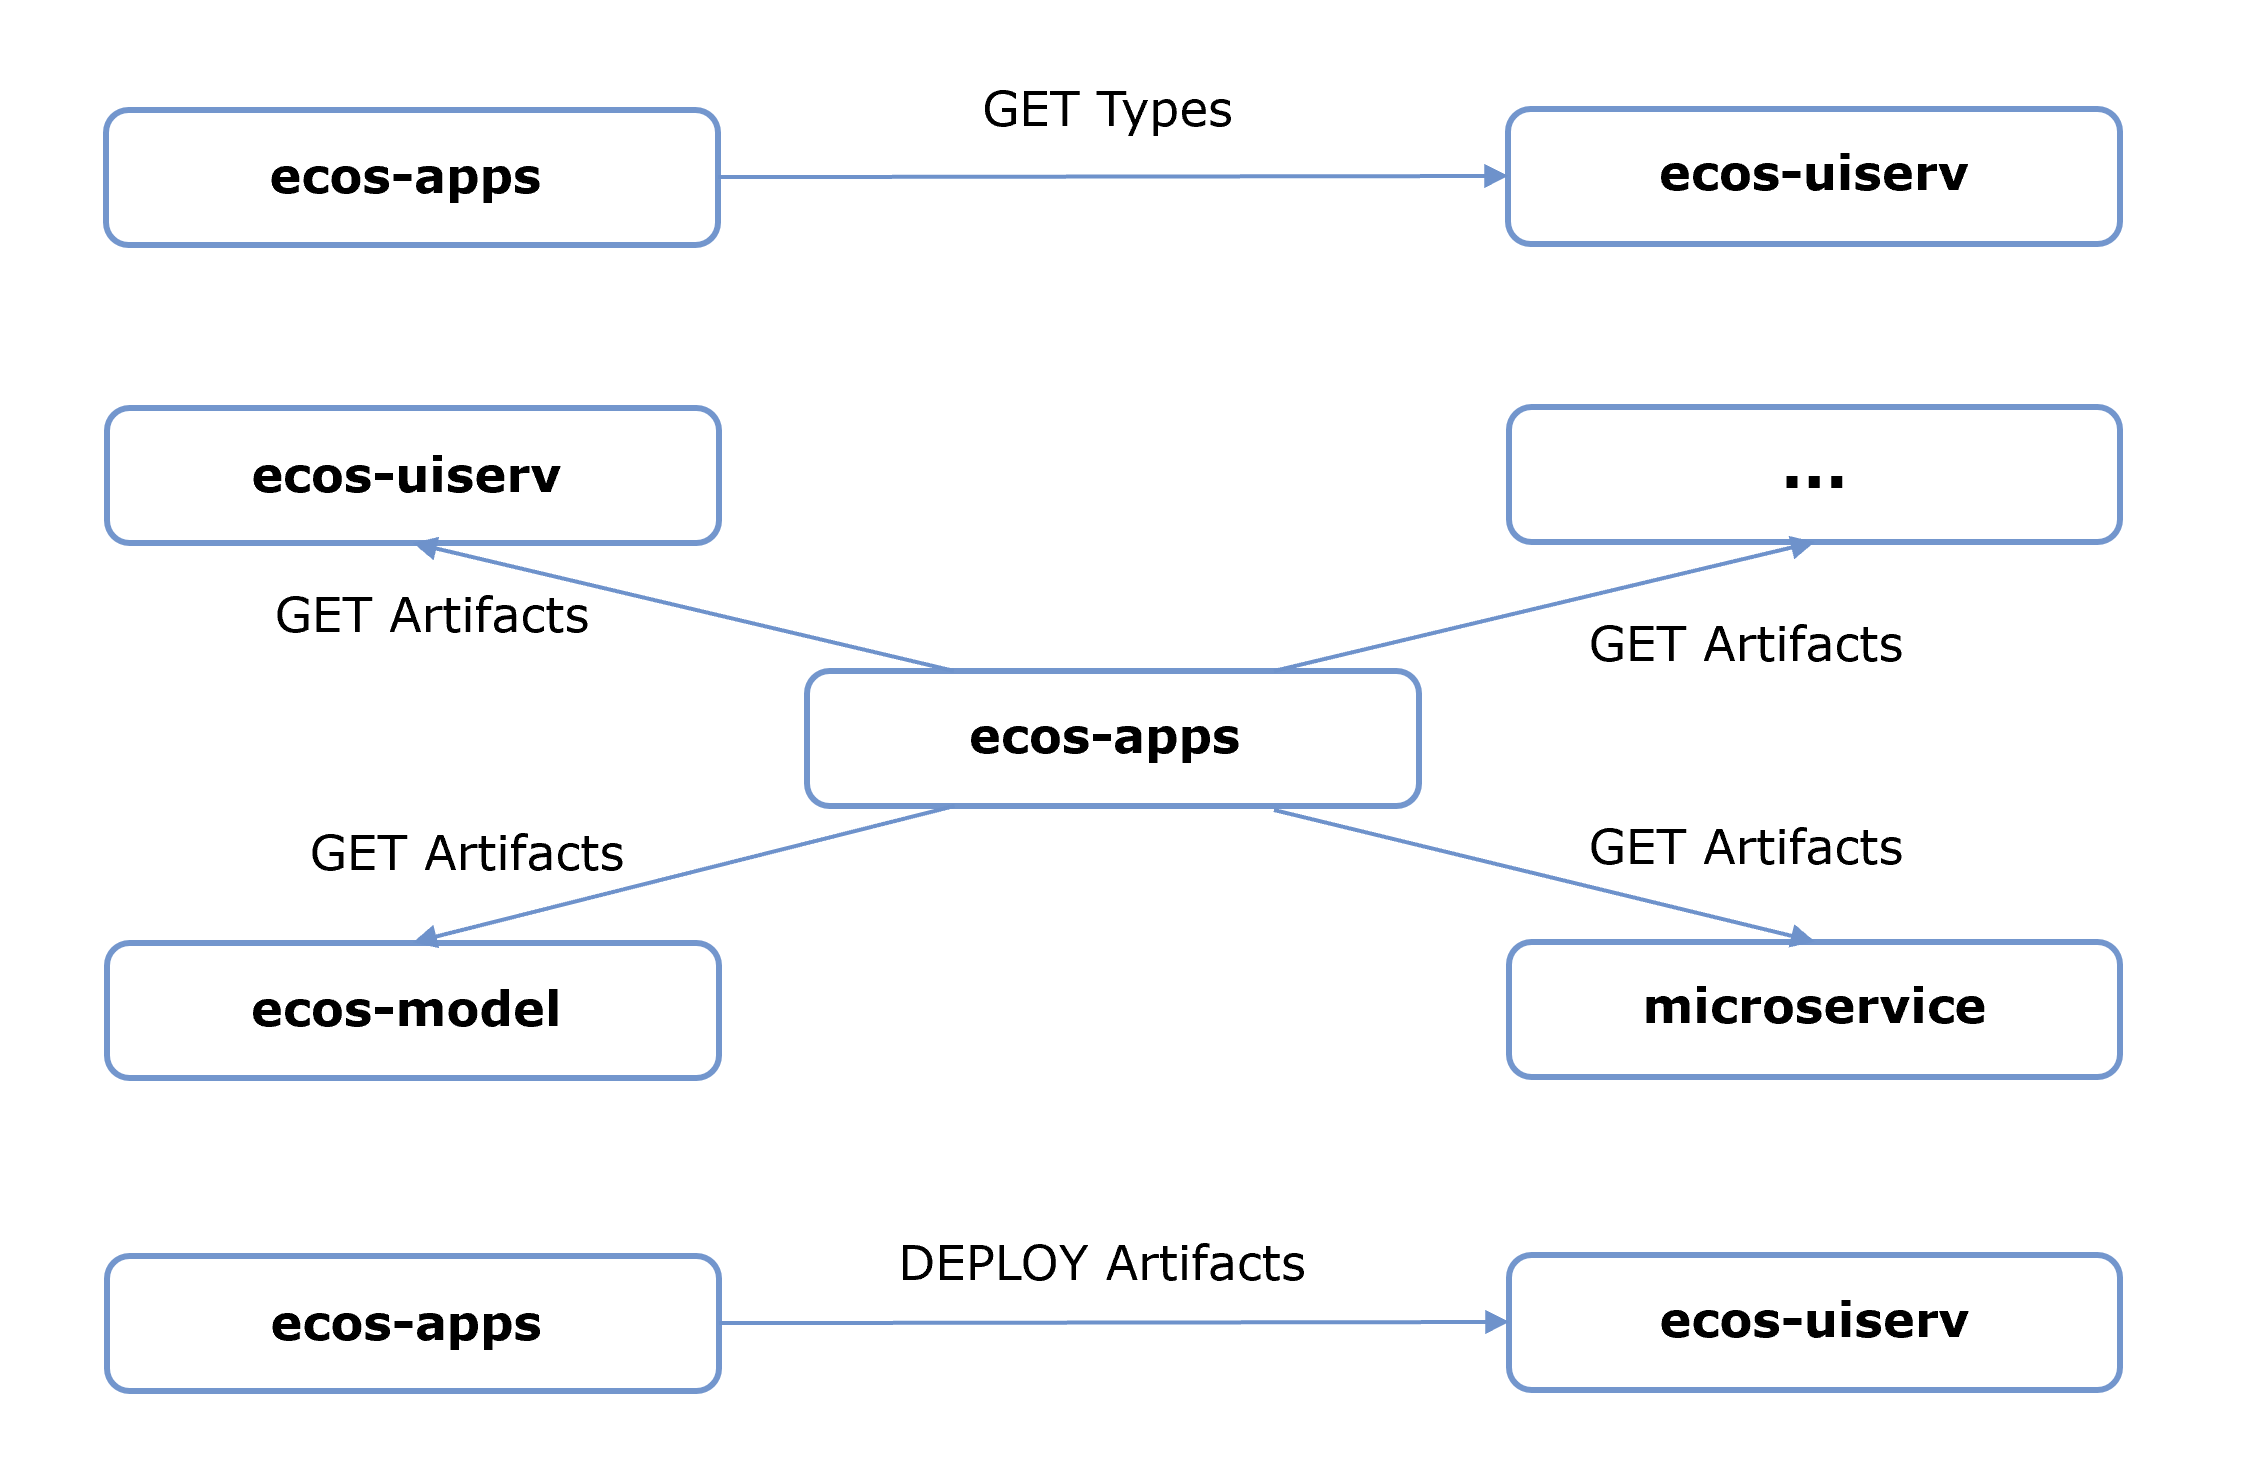 GET Types
ecos-apps
ecos-uiserv
ecos-uiserv
...
GET Artifacts
GET Artifacts
ecos-apps
GET Artifacts
GET Artifacts
ecos-model
microservice
DEPLOY Artifacts
ecos-apps
ecos-uiserv